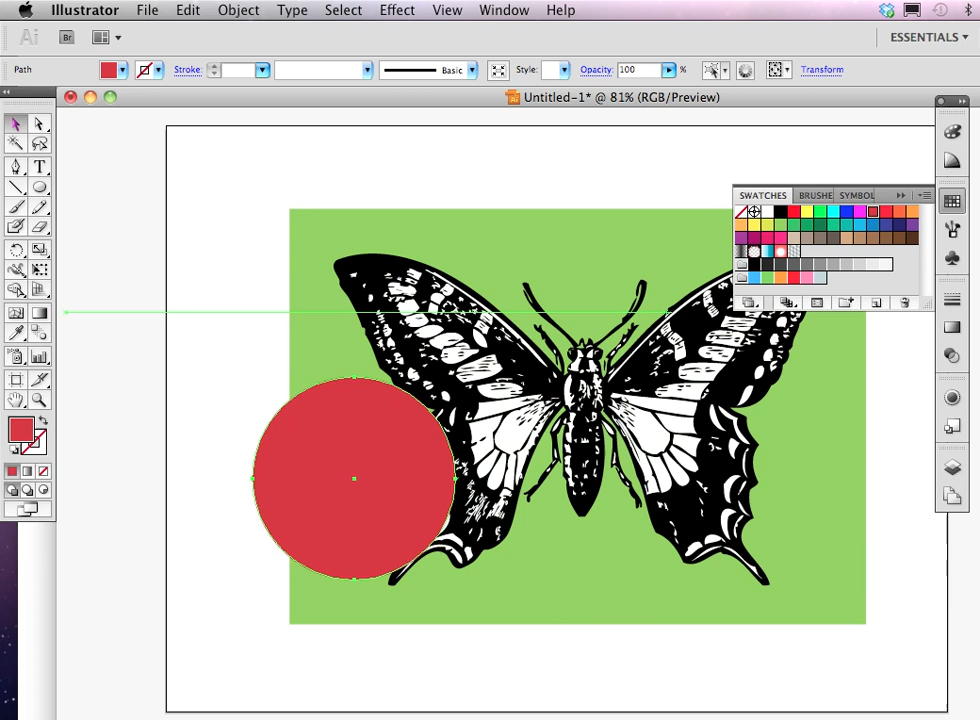 Illustrator File Edit Object Type Select Effect View Window Help
Ai Br ESSENTIALS
Path Stroke: Basic Style: Opacity: 100 % Transform
Untitled-1* @ 81% (RGB/Preview)
SWATCHES BRUSHE SYMBOL
T